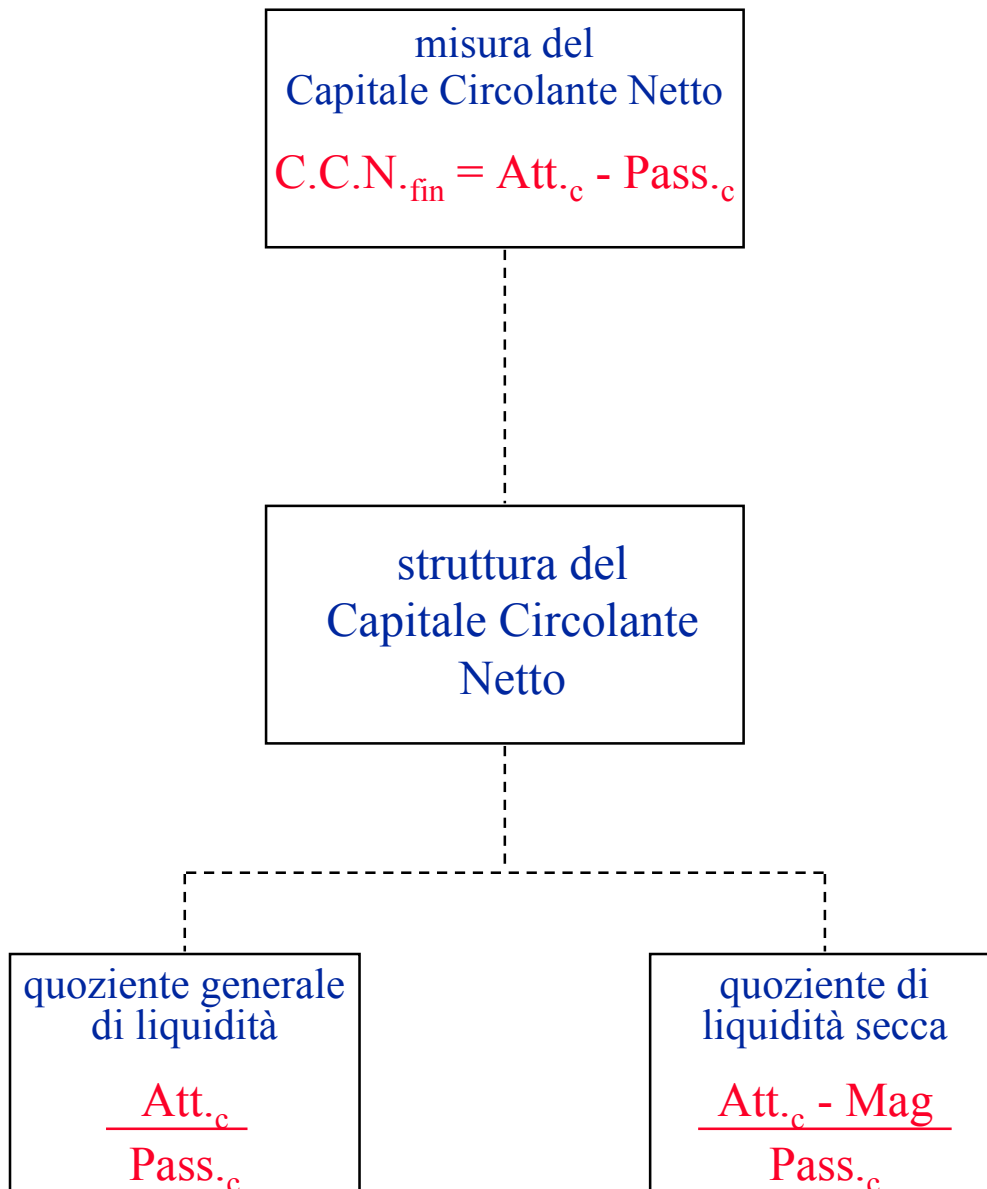 misura del
Capitale Circolante Netto
C.C.N.fin = Att.c - Pass.c
struttura del
Capitale Circolante
Netto
quoziente generale
di liquidità
Att.c
Pass.c
quoziente di
liquidità secca
Att.c - Mag
Pass.c